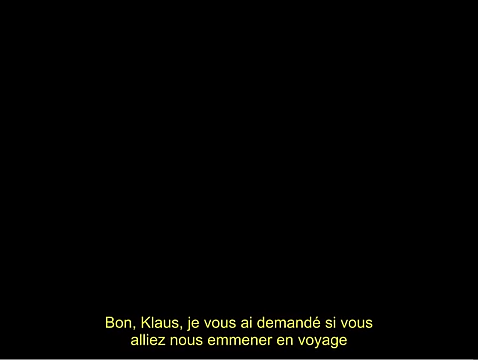 Bon, Klaus, je vous ai demandé si vous
alliez nous emmener en voyage